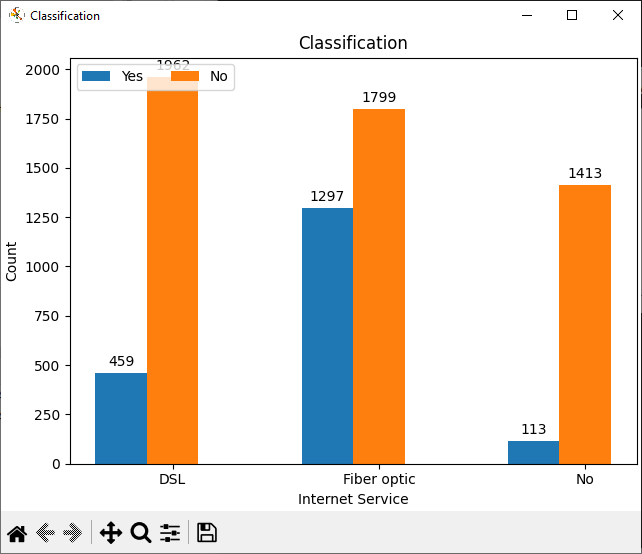 Classification
Classification
Yes No
1962
1799
1413
1297
459
113
2000
1750
1500
1250
1000
750
500
250
0
Count
DSL Fiber optic No
Internet Service